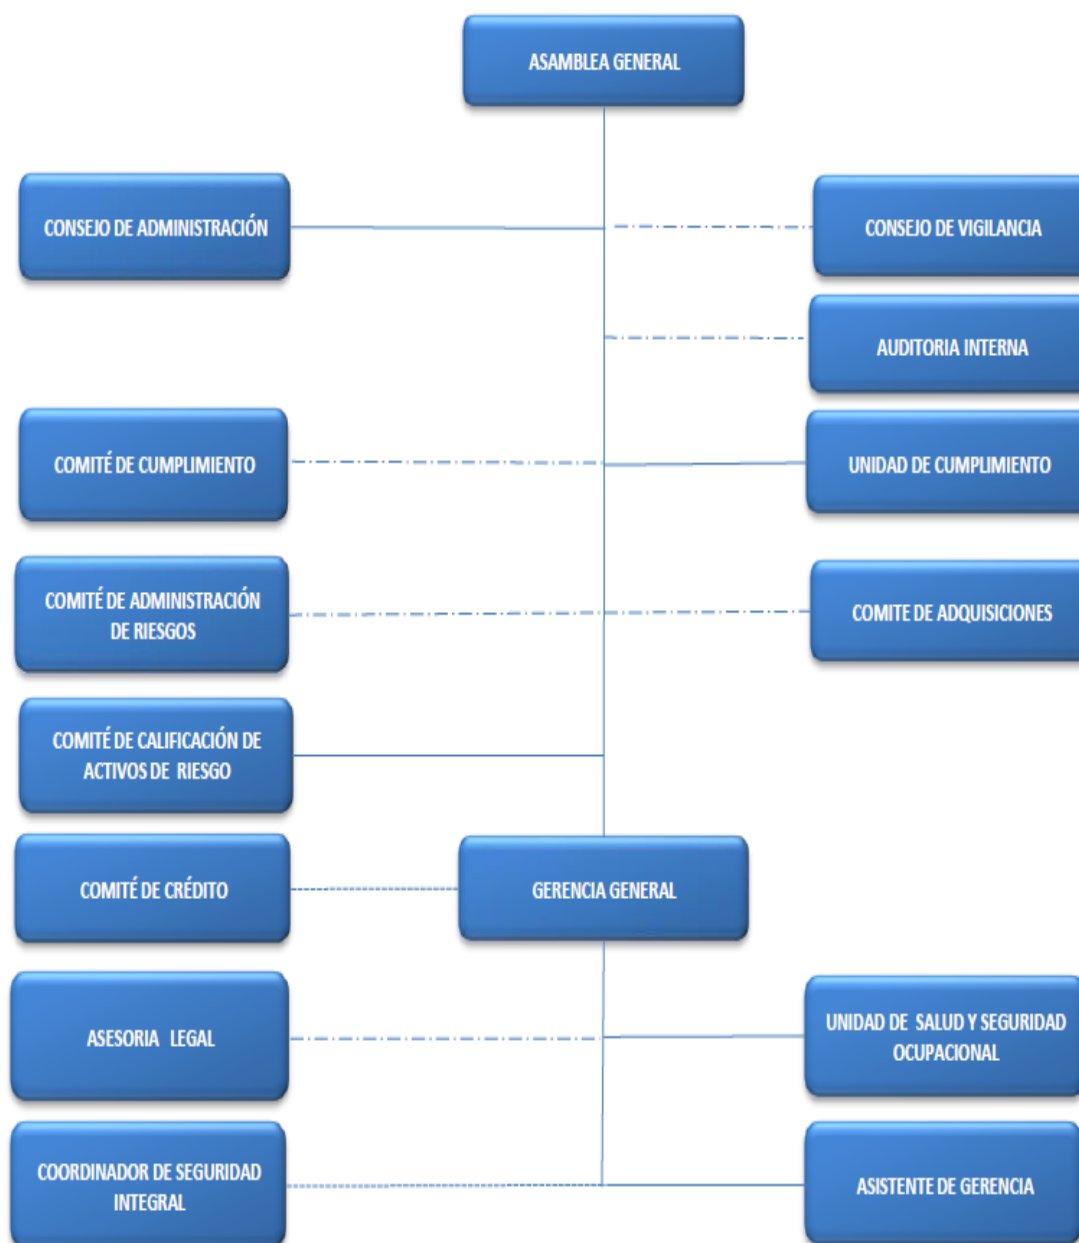 ASAMBLEA GENERAL
CONSEJO DE ADMINISTRACIÓN
CONSEJO DE VIGILANCIA
AUDITORIA INTERNA
COMITÉ DE CUMPLIMIENTO
UNIDAD DE CUMPLIMIENTO
COMITÉ DE ADMINISTRACIÓN
DE RIESGOS
COMITE DE ADQUISICIONES
COMITÉ DE CALIFICACIÓN DE
ACTIVOS DE RIESGO
COMITÉ DE CRÉDITO
GERENCIA GENERAL
ASESORIA LEGAL
UNIDAD DE SALUD Y SEGURIDAD
OCUPACIONAL
COORDINADOR DE SEGURIDAD
INTEGRAL
ASISTENTE DE GERENCIA